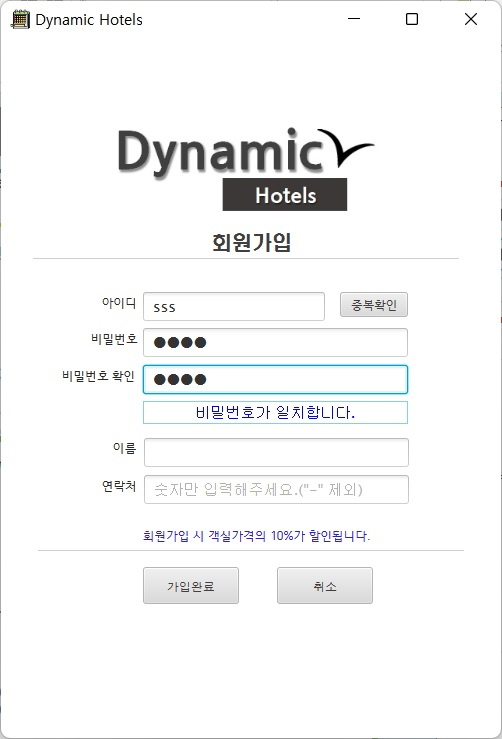 Dynamic Hotels
Dynamic
Hotels
회원가입
아이디 sss 중복확인
비밀번호 ●●●●
비밀번호 확인 ●●●●
비밀번호가 일치합니다.
이름
연락처 숫자만 입력해주세요.("-" 제외)
회원가입 시 객실가격의 10%가 할인됩니다.
가입완료 취소